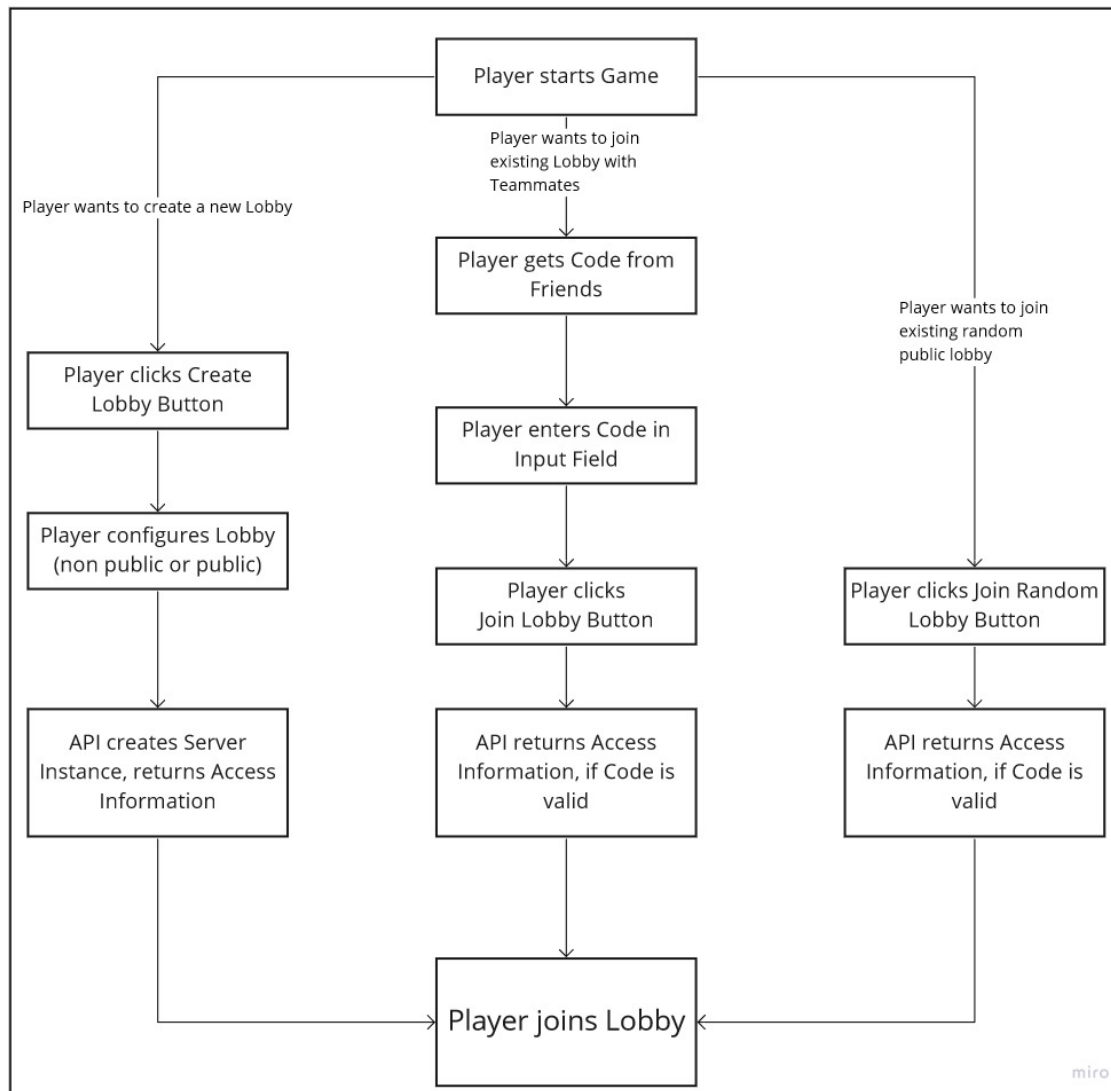 Player starts Game
Player wants to join
existing Lobby with
Teammates
Player wants to create a new Lobby
Player gets Code from
Friends
Player wants to join
existing random
public lobby
Player clicks Create
Lobby Button
Player enters Code in
Input Field
Player configures Lobby
(non public or public)
Player clicks
Join Lobby Button
Player clicks Join Random
Lobby Button
API creates Server
Instance, returns Access
Information
API returns Access
Information, if Code is
valid
API returns Access
Information, if Code is
valid
Player joins Lobby
miro